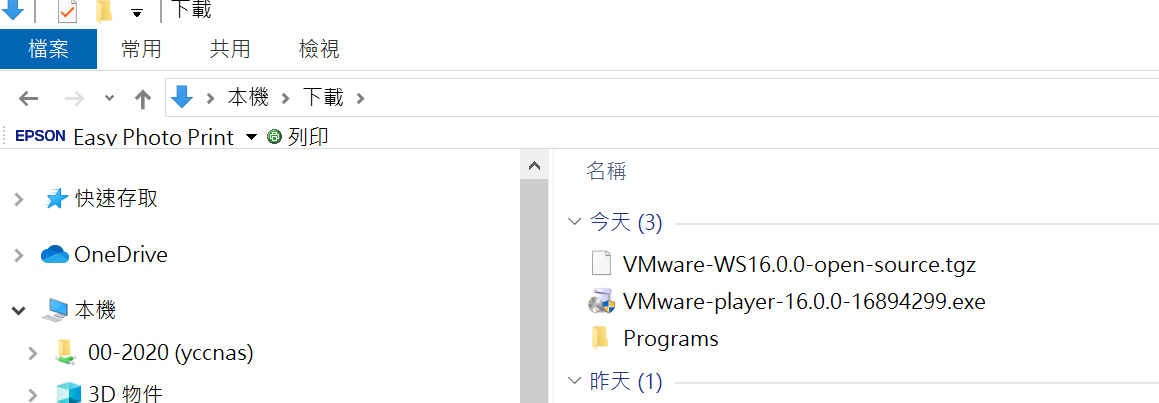 下載
檔案 常用 共用 檢視
本機 下載
EPSON Easy Photo Print 列印
名稱
快速存取
今天 (3)
OneDrive
VMware-WS16.0.0-open-source.tgz
VMware-player-16.0.0-16894299.exe
本機
Programs
00-2020 (yccnas)
昨天 (1)
3D 物件